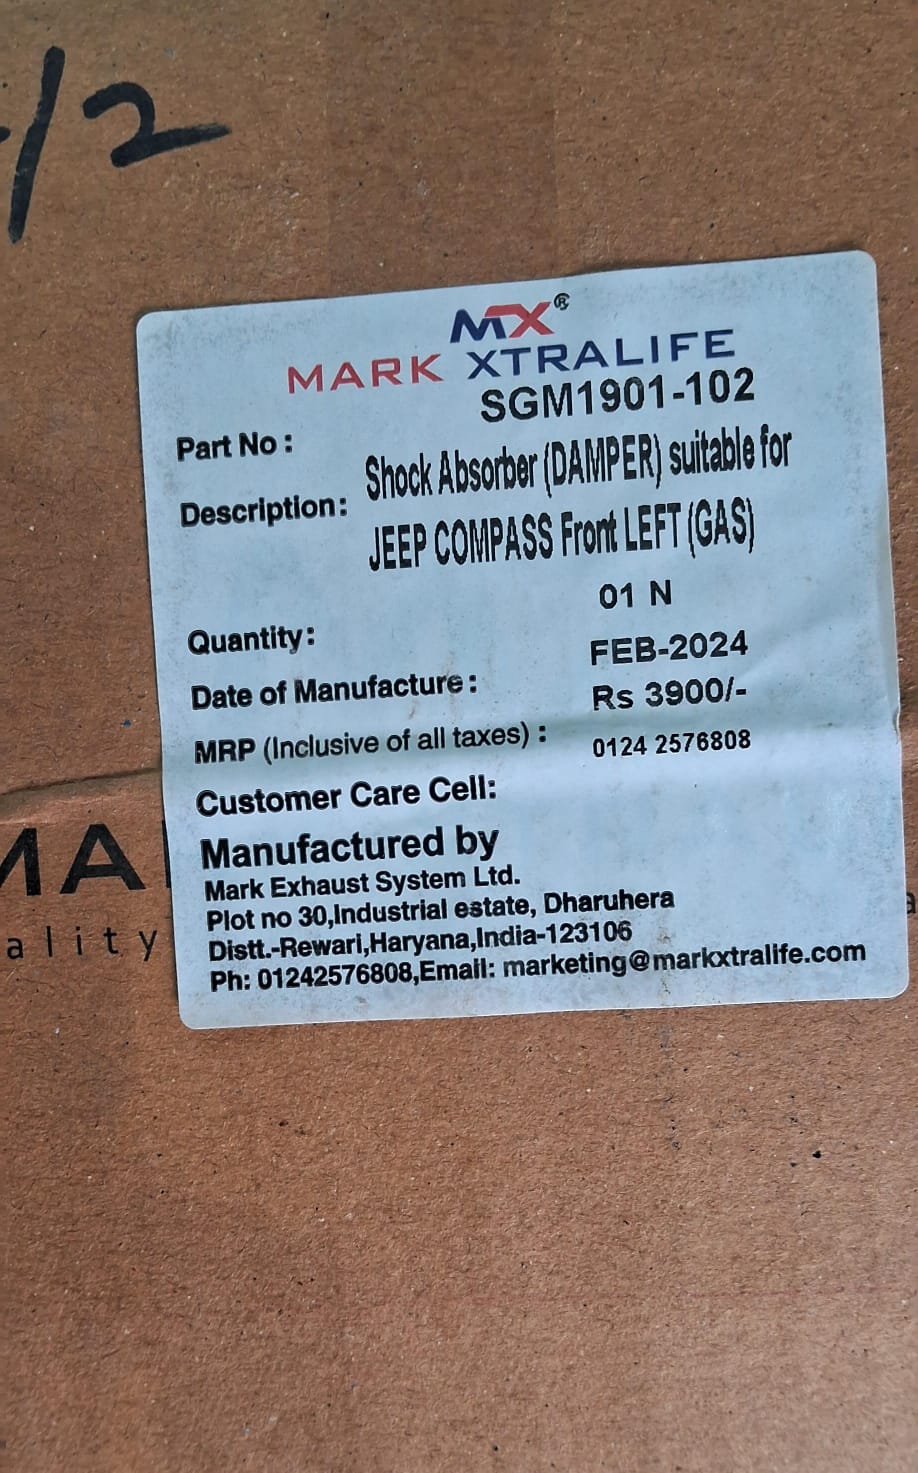 /2
MX®
MARK XTRALIFE
Part No : SGM1901-102
Description: Shock Absorber (DAMPER) suitable for
JEEP COMPASS Front LEFT (GAS)
Quantity: 01 N
Date of Manufacture: FEB-2024
MRP (Inclusive of all taxes) : Rs 3900/-
Customer Care Cell: 0124 2576808
Manufactured by
Mark Exhaust System Ltd.
Plot no 30,Industrial estate, Dharuhera
Distt.-Rewari,Haryana,India-123106
Ph: 01242576808,Email: marketing@markxtralife.com
MA
ality